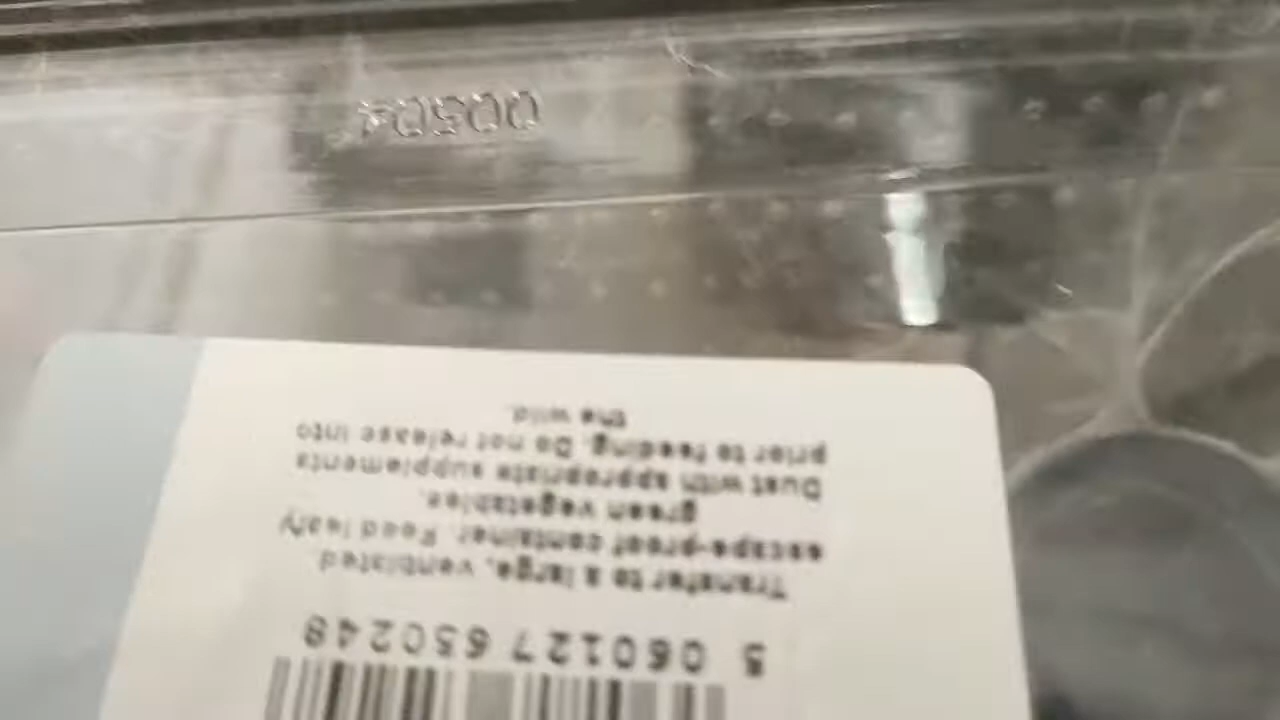 5 060127 650248
Transfer to a large, ventilated
escape-proof container. Feed leafy
green vegetables.
Dust with appropriate supplements
prior to feeding. Do not release into
the wild.
00504